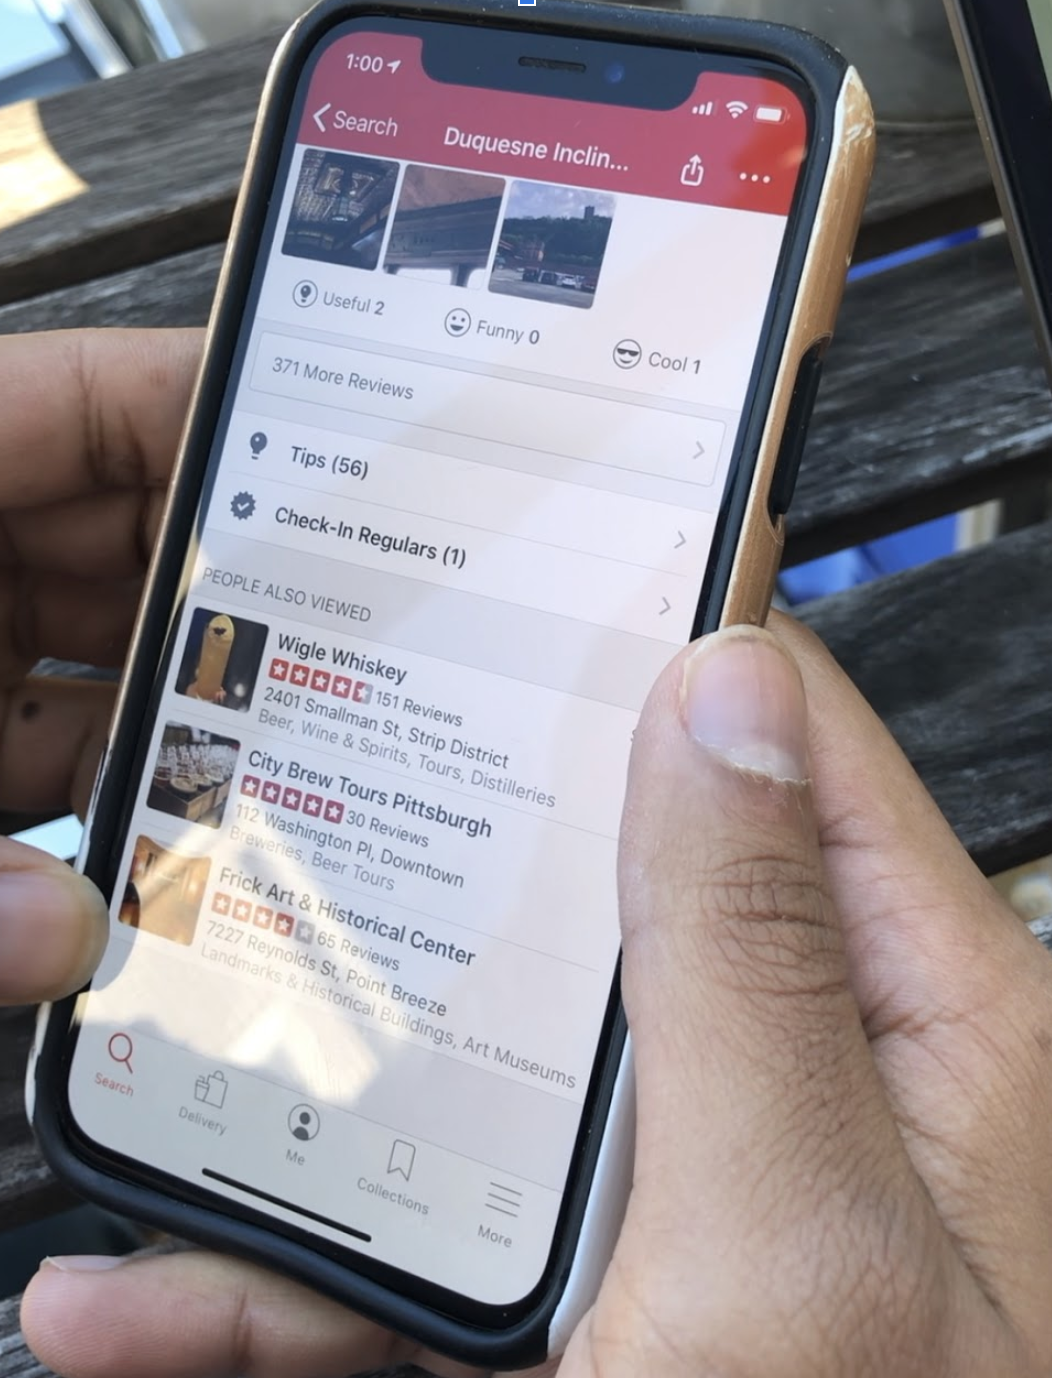 1:00
Search
Duquesne Inclin...
Useful 2
Funny 0
Cool 1
371 More Reviews
Tips (56)
Check-In Regulars (1)
PEOPLE ALSO VIEWED
Wigle Whiskey
151 Reviews
2401 Smallman St, Strip District
Beer, Wine & Spirits, Tours, Distilleries
City Brew Tours Pittsburgh
30 Reviews
112 Washington Pl, Downtown
Breweries, Beer Tours
Frick Art & Historical Center
65 Reviews
7227 Reynolds St, Point Breeze
Landmarks & Historical Buildings, Art Museums
Search
Delivery
Me
Collections
More